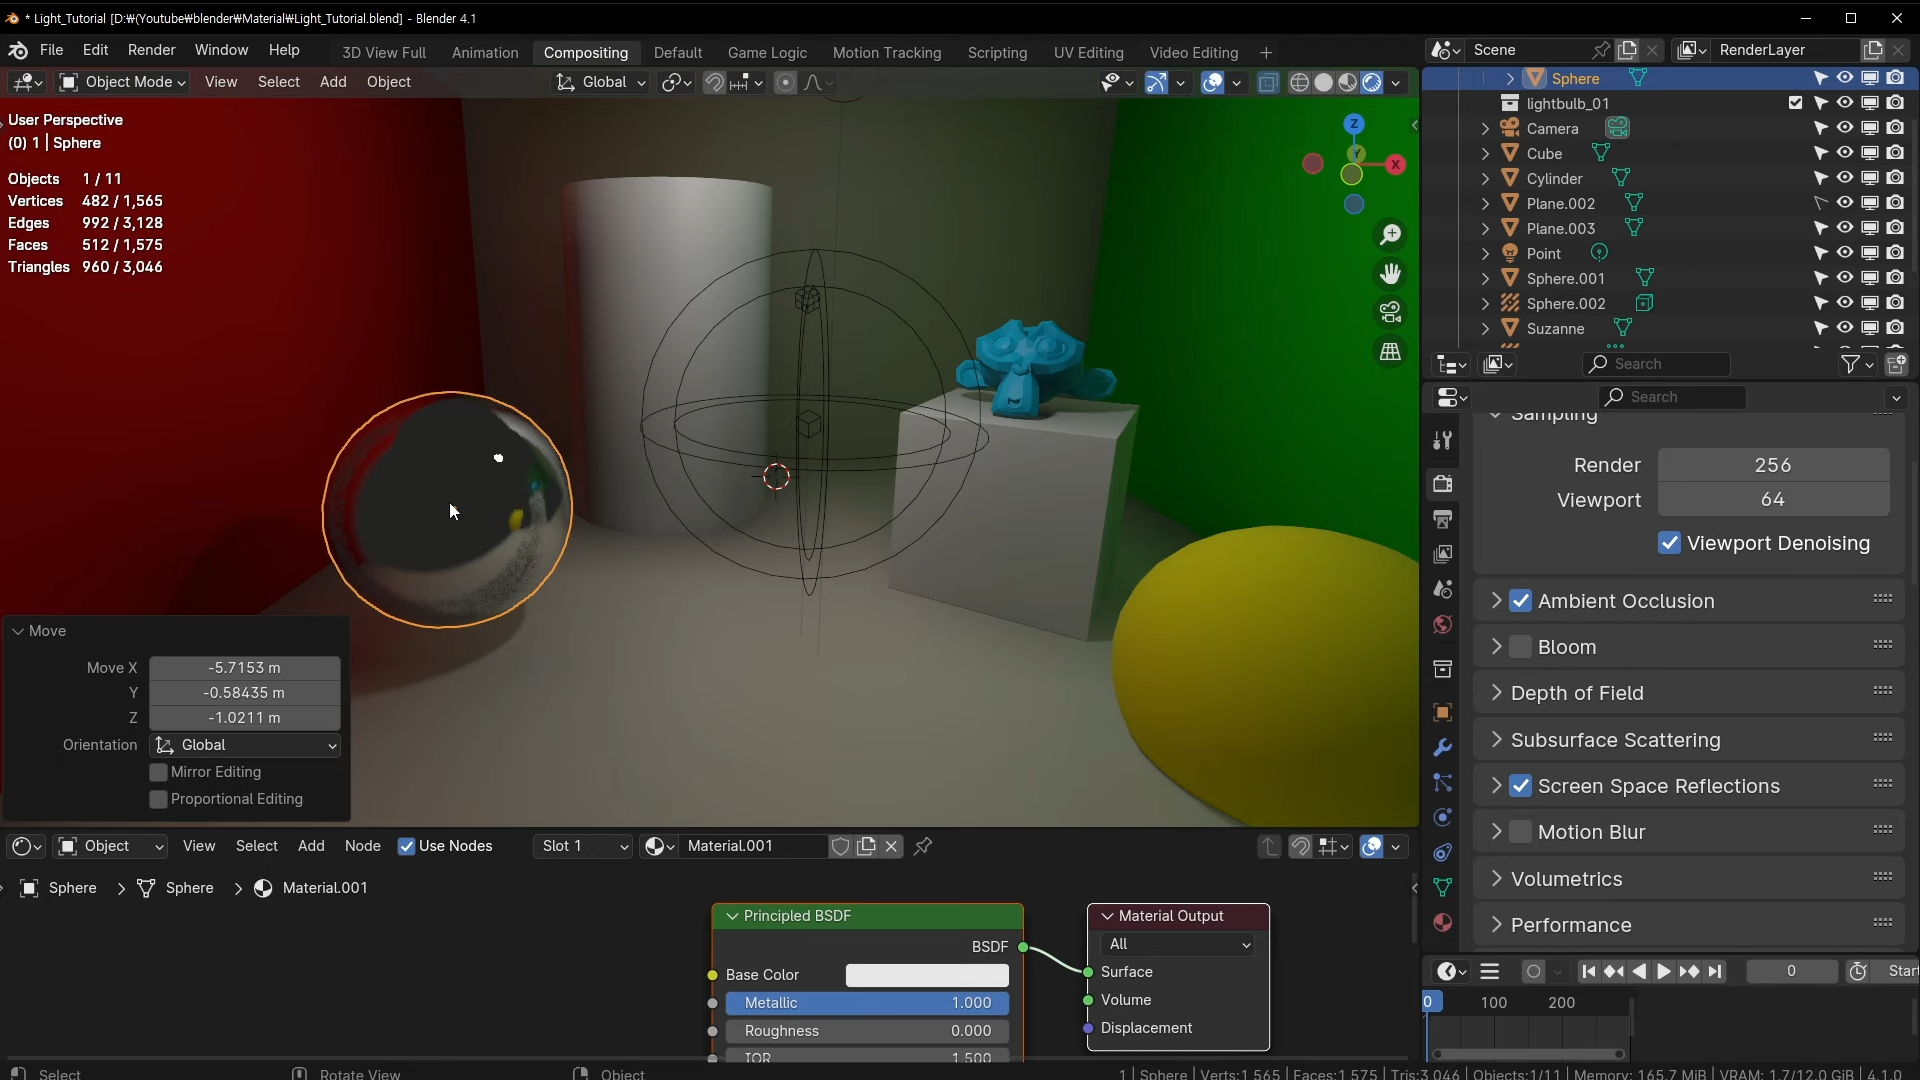 * Light_Tutorial [D:₩(Youtube₩blender₩Material₩Light_Tutorial.blend] - Blender 4.1
File Edit Render Window Help
3D View Full Animation Compositing Default Game Logic Motion Tracking Scripting UV Editing Video Editing +
Scene
RenderLayer
Object Mode View Select Add Object
Global
User Perspective
(0) 1 | Sphere
Objects 1 / 11
Vertices 482 / 1,565
Edges 992 / 3,128
Faces 512 / 1,575
Triangles 960 / 3,046
Z
Y
X
Move
Move X -5.7153 m
Y -0.58435 m
Z -1.0211 m
Orientation Global
Mirror Editing
Proportional Editing
Sphere
lightbulb_01
Camera
Cube
Cylinder
Plane.002
Plane.003
Point
Sphere.001
Sphere.002
Suzanne
Search
Search
Sampling
Render 256
Viewport 64
Viewport Denoising
Ambient Occlusion
Bloom
Depth of Field
Subsurface Scattering
Screen Space Reflections
Motion Blur
Volumetrics
Performance
0 Start
0 100 200
Object View Select Add Node Use Nodes Slot 1 Material.001
Sphere > Sphere > Material.001
Principled BSDF
BSDF
Base Color
Metallic 1.000
Roughness 0.000
IOR 1.500
Material Output
All
Surface
Volume
Displacement
Select Rotate View Object
1 | Sphere | Verts:1,565 | Faces:1,575 | Tris:3,046 | Objects:1/11 | Memory: 165.7 MiB | VRAM: 1.7/12.0 GiB | 4.1.0